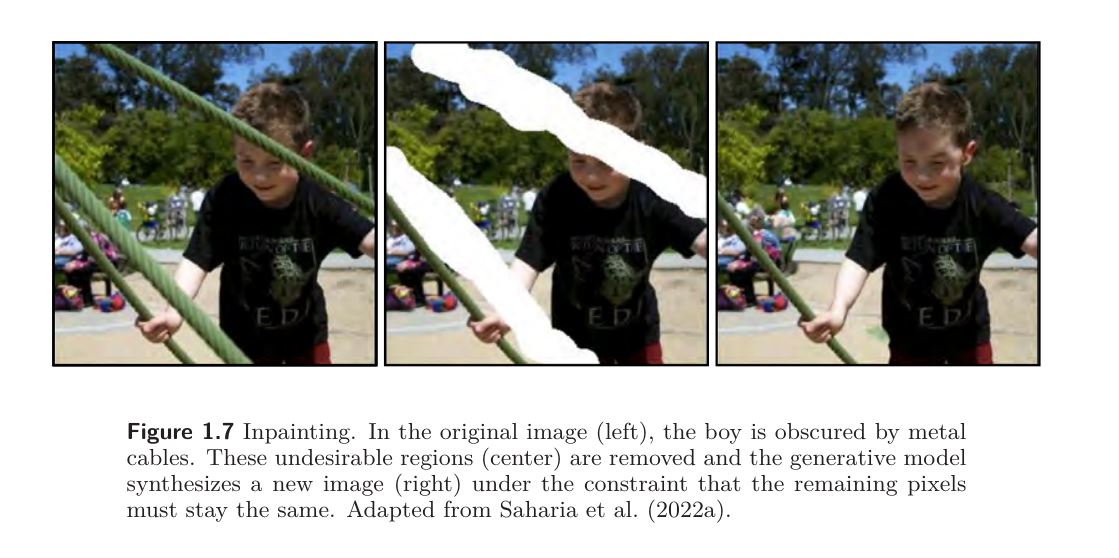 Figure 1.7 Inpainting. In the original image (left), the boy is obscured by metal
cables. These undesirable regions (center) are removed and the generative model
synthesizes a new image (right) under the constraint that the remaining pixels
must stay the same. Adapted from Saharia et al. (2022a).